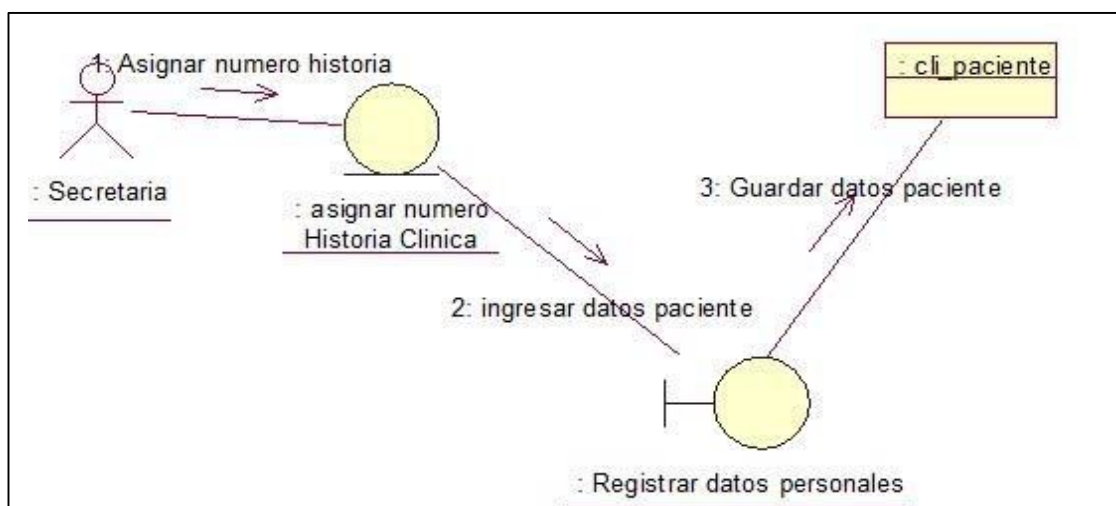 1: Asignar numero historia
: cli_paciente
: Secretaria
3: Guardar datos paciente
: asignar numero
Historia Clinica
2: ingresar datos paciente
: Registrar datos personales